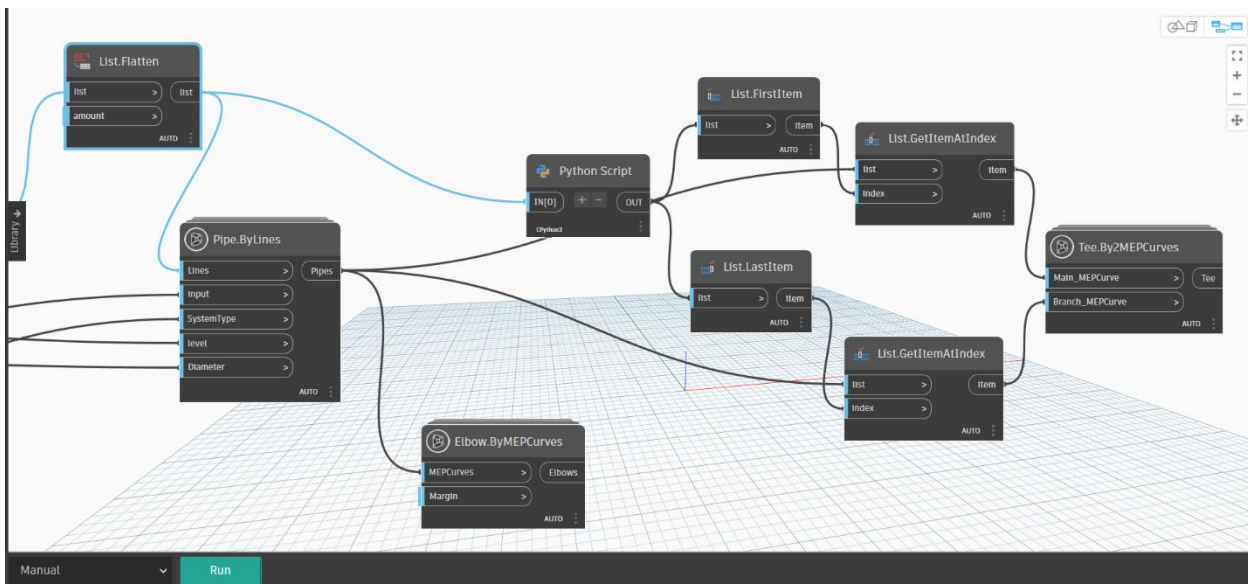 List.Flatten
list > list
amount >
AUTO
Library
Pipe.ByLines
Lines > Pipes
Input >
SystemType >
level >
Diameter >
AUTO
Elbow.ByMEPCurves
MEPCurves > Elbows
Margin >
AUTO
Python Script
IN[0] + - OUT
CPython3
List.FirstItem
list > item
AUTO
List.LastItem
list > item
AUTO
List.GetItemAtIndex
list > item
index >
AUTO
List.GetItemAtIndex
list > item
index >
AUTO
Tee.By2MEPCurves
Main_MEPCurve > Tee
Branch_MEPCurve >
AUTO
Manual
Run